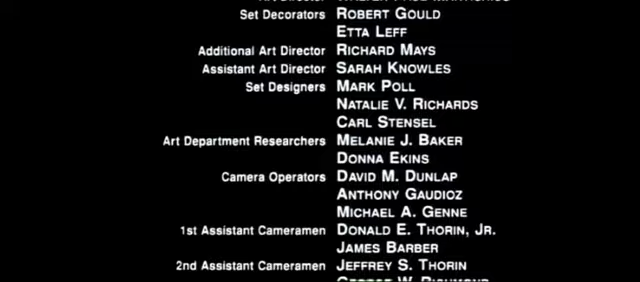 Set Decorators ROBERT GOULD
ETTA LEFF
Additional Art Director RICHARD MAYS
Assistant Art Director SARAH KNOWLES
Set Designers MARK POLL
NATALIE V. RICHARDS
CARL STENSEL
Art Department Researchers MELANIE J. BAKER
DONNA EKINS
Camera Operators DAVID M. DUNLAP
ANTHONY GAUDIOZ
MICHAEL A. GENNE
1st Assistant Cameramen DONALD E. THORIN, JR.
JAMES BARBER
2nd Assistant Cameramen JEFFREY S. THORIN